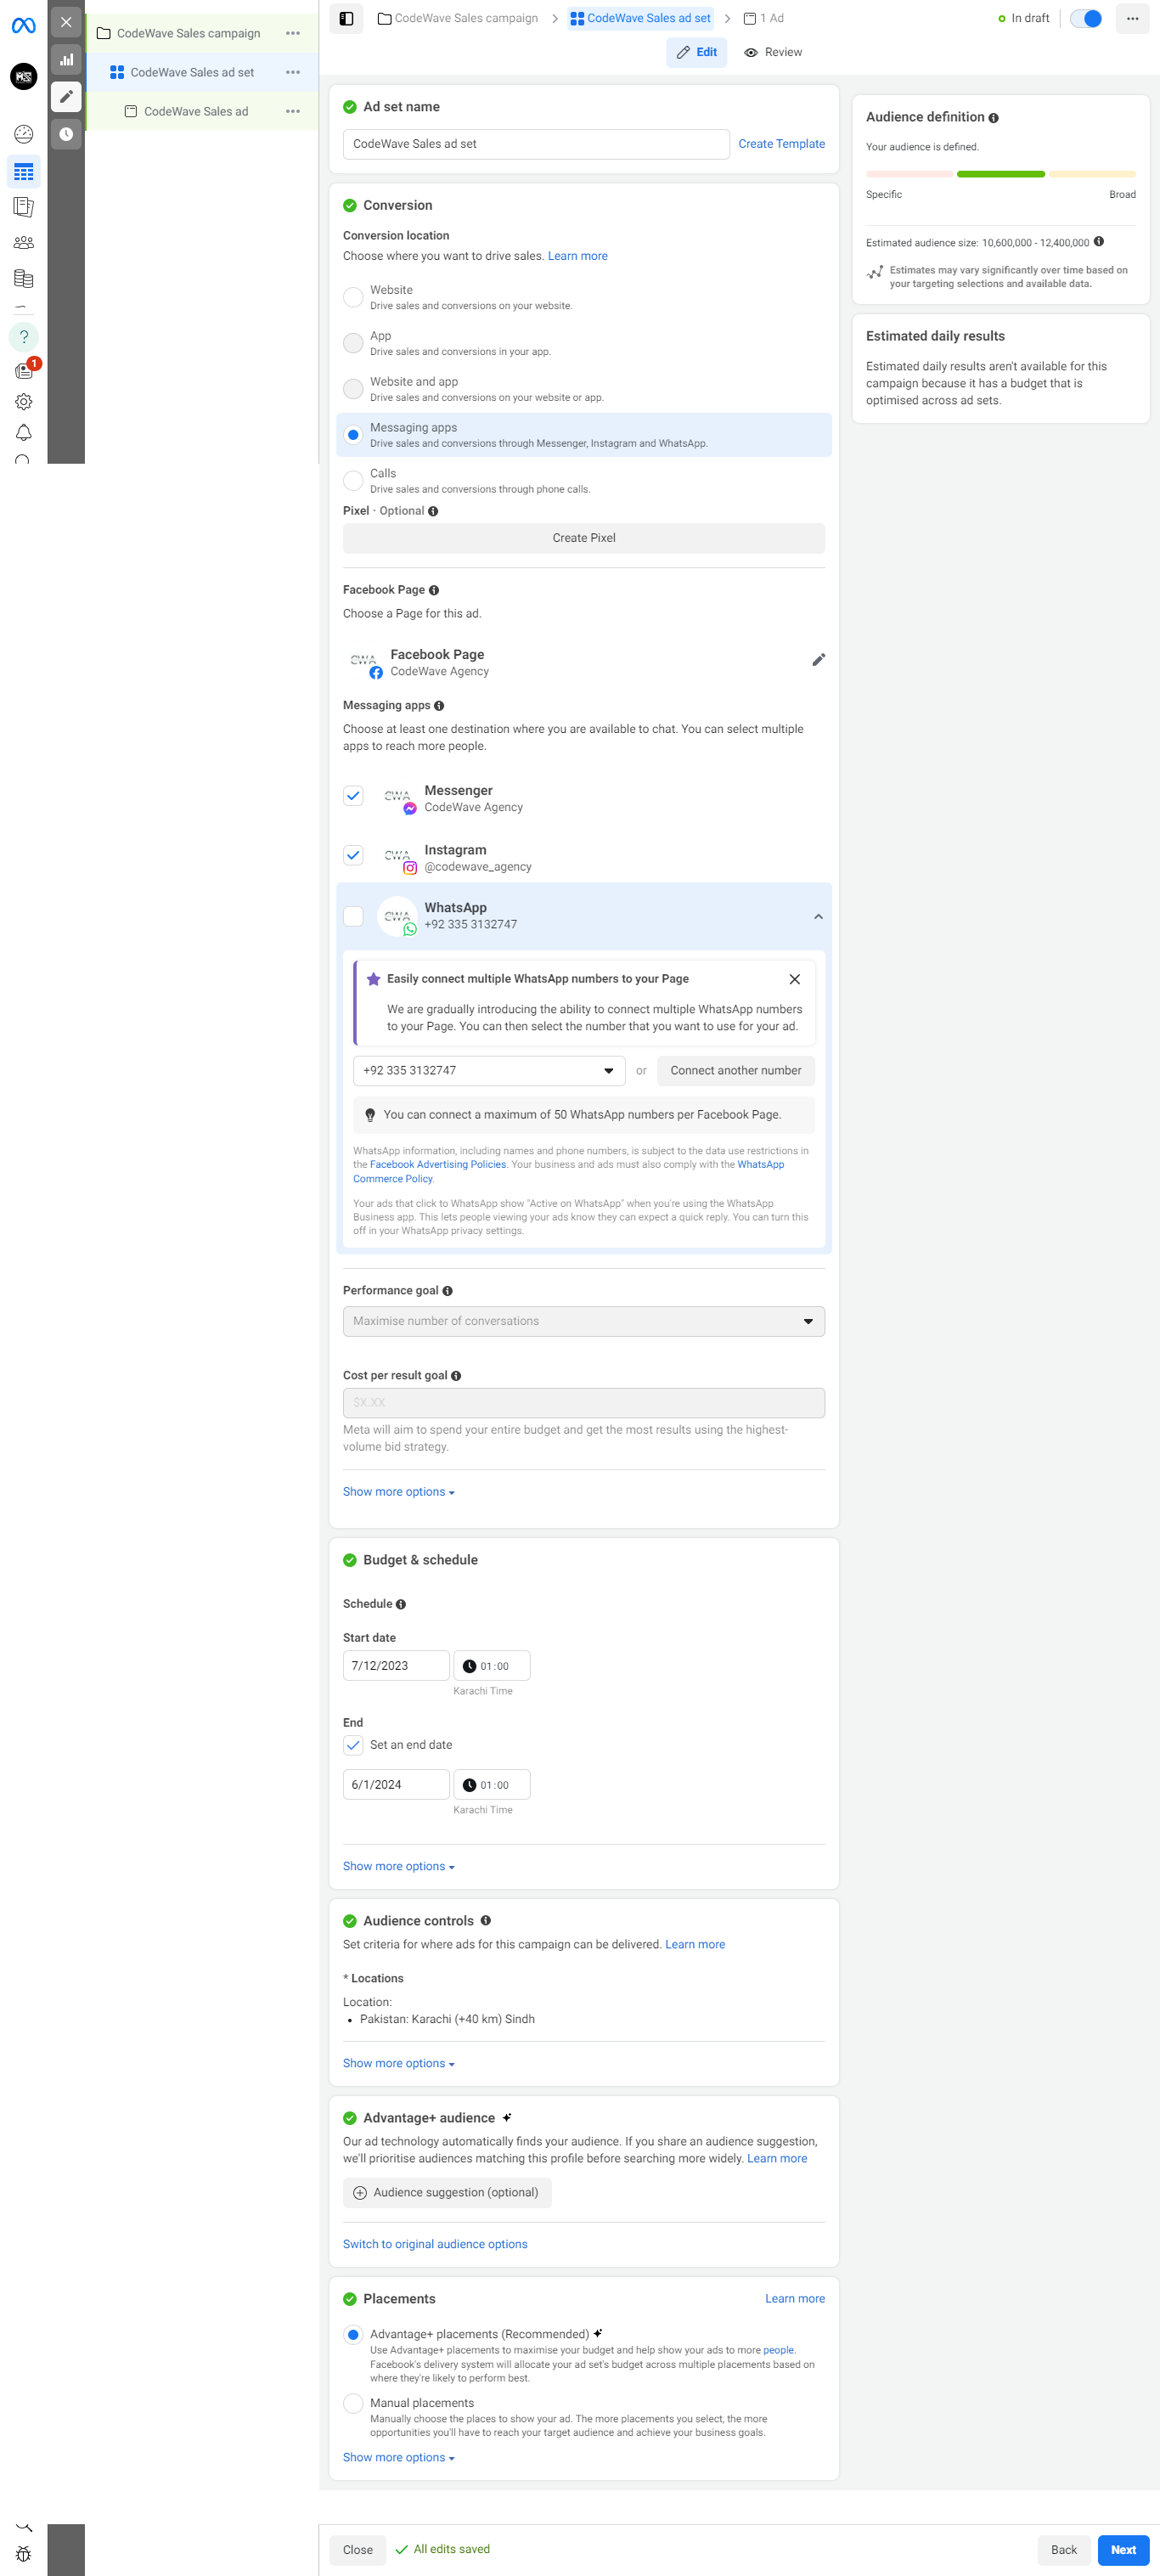 CodeWave Sales campaign
CodeWave Sales ad set
CodeWave Sales ad
CodeWave Sales campaign > CodeWave Sales ad set > 1 Ad
In draft
Edit
Review
Ad set name
CodeWave Sales ad set
Create Template
Conversion
Conversion location
Choose where you want to drive sales. Learn more
Website
Drive sales and conversions on your website.
App
Drive sales and conversions in your app.
Website and app
Drive sales and conversions on your website or app.
Messaging apps
Drive sales and conversions through Messenger, Instagram and WhatsApp.
Calls
Drive sales and conversions through phone calls.
Pixel · Optional
Create Pixel
Facebook Page
Choose a Page for this ad.
CWA
Facebook Page
CodeWave Agency
Messaging apps
Choose at least one destination where you are available to chat. You can select multiple
apps to reach more people.
CWA
Messenger
CodeWave Agency
CWA
Instagram
@codewave_agency
CWA
WhatsApp
+92 335 3132747
Easily connect multiple WhatsApp numbers to your Page
We are gradually introducing the ability to connect multiple WhatsApp numbers
to your Page. You can then select the number that you want to use for your ad.
+92 335 3132747
or
Connect another number
You can connect a maximum of 50 WhatsApp numbers per Facebook Page.
WhatsApp information, including names and phone numbers, is subject to the data use restrictions in
the Facebook Advertising Policies. Your business and ads must also comply with the WhatsApp
Commerce Policy.
Your ads that click to WhatsApp show "Active on WhatsApp" when you're using the WhatsApp
Business app. This lets people viewing your ads know they can expect a quick reply. You can turn this
off in your WhatsApp privacy settings.
Performance goal
Maximise number of conversations
Cost per result goal
$X.XX
Meta will aim to spend your entire budget and get the most results using the highest-
volume bid strategy.
Show more options
Budget & schedule
Schedule
Start date
7/12/2023
01:00
Karachi Time
End
Set an end date
6/1/2024
01:00
Karachi Time
Show more options
Audience controls
Set criteria for where ads for this campaign can be delivered. Learn more
* Locations
Location:
• Pakistan: Karachi (+40 km) Sindh
Show more options
Advantage+ audience
Our ad technology automatically finds your audience. If you share an audience suggestion,
we'll prioritise audiences matching this profile before searching more widely. Learn more
Audience suggestion (optional)
Switch to original audience options
Placements
Learn more
Advantage+ placements (Recommended)
Use Advantage+ placements to maximise your budget and help show your ads to more people.
Facebook's delivery system will allocate your ad set's budget across multiple placements based on
where they're likely to perform best.
Manual placements
Manually choose the places to show your ad. The more placements you select, the more
opportunities you'll have to reach your target audience and achieve your business goals.
Show more options
Audience definition
Your audience is defined.
Specific
Broad
Estimated audience size: 10,600,000 - 12,400,000
Estimates may vary significantly over time based on
your targeting selections and available data.
Estimated daily results
Estimated daily results aren't available for this
campaign because it has a budget that is
optimised across ad sets.
?
1
Close
All edits saved
Back
Next